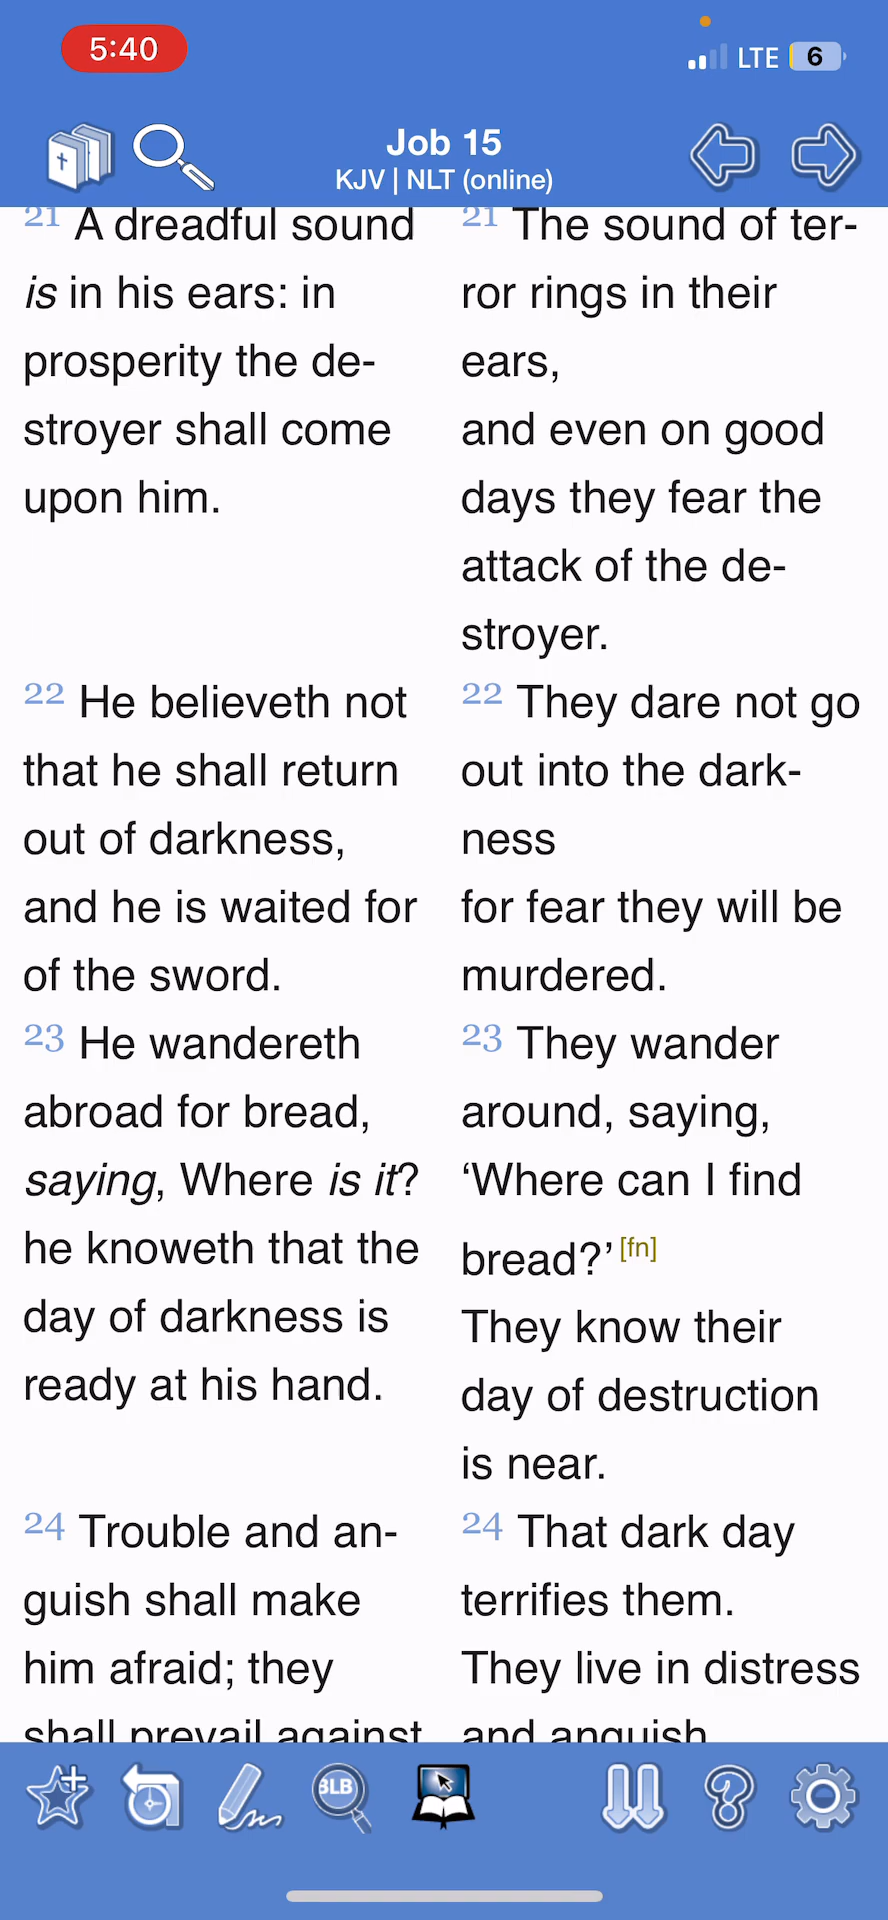 5:40
LTE 6
Job 15
KJV | NLT (online)
21 A dreadful sound
is in his ears: in
prosperity the de-
stroyer shall come
upon him.
22 He believeth not
that he shall return
out of darkness,
and he is waited for
of the sword.
23 He wandereth
abroad for bread,
saying, Where is it?
he knoweth that the
day of darkness is
ready at his hand.
24 Trouble and an-
guish shall make
him afraid; they
shall prevail against
21 The sound of ter-
ror rings in their
ears,
and even on good
days they fear the
attack of the de-
stroyer.
22 They dare not go
out into the dark-
ness
for fear they will be
murdered.
23 They wander
around, saying,
‘Where can I find
bread?’ [fn]
They know their
day of destruction
is near.
24 That dark day
terrifies them.
They live in distress
and anguish
BLB